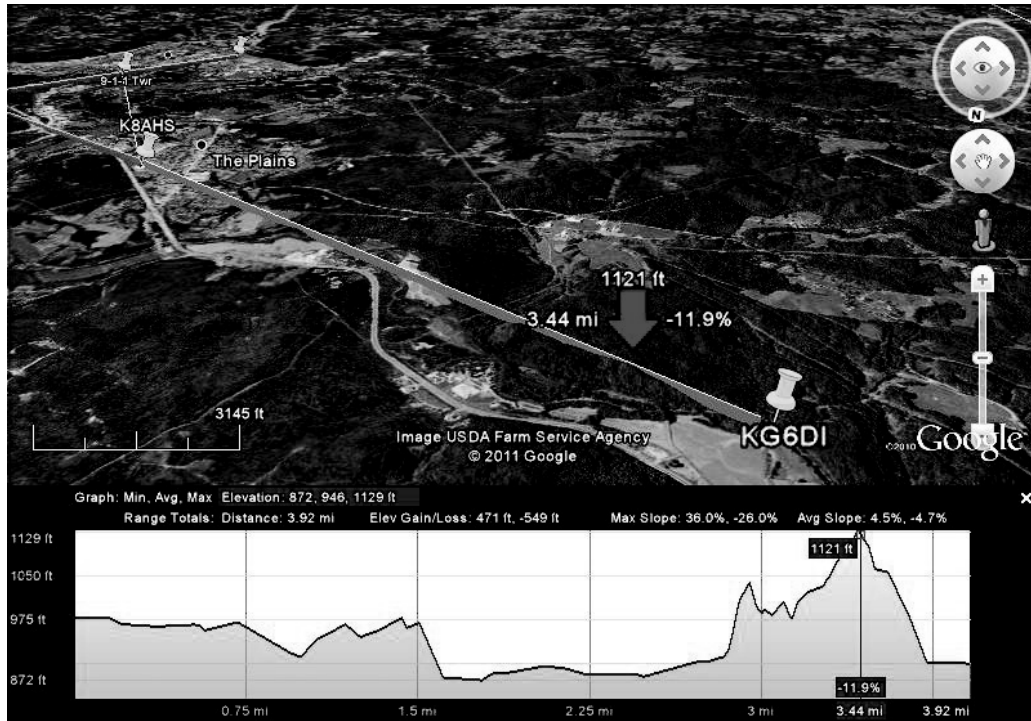 9-1-1 Twr
K8AHS
The Plains
N
1121 ft
3.44 mi
-11.9%
3145 ft
KG6DI
Image USDA Farm Service Agency
© 2011 Google
©2010 Google
Graph: Min, Avg, Max Elevation: 872, 946, 1129 ft
Range Totals: Distance: 3.92 mi Elev Gain/Loss: 471 ft, -549 ft Max Slope: 36.0%, -26.0% Avg Slope: 4.5%, -4.7%
1129 ft
1121 ft
1050 ft
975 ft
872 ft
-11.9%
0.75 mi 1.5 mi 2.25 mi 3 mi 3.44 mi 3.92 mi